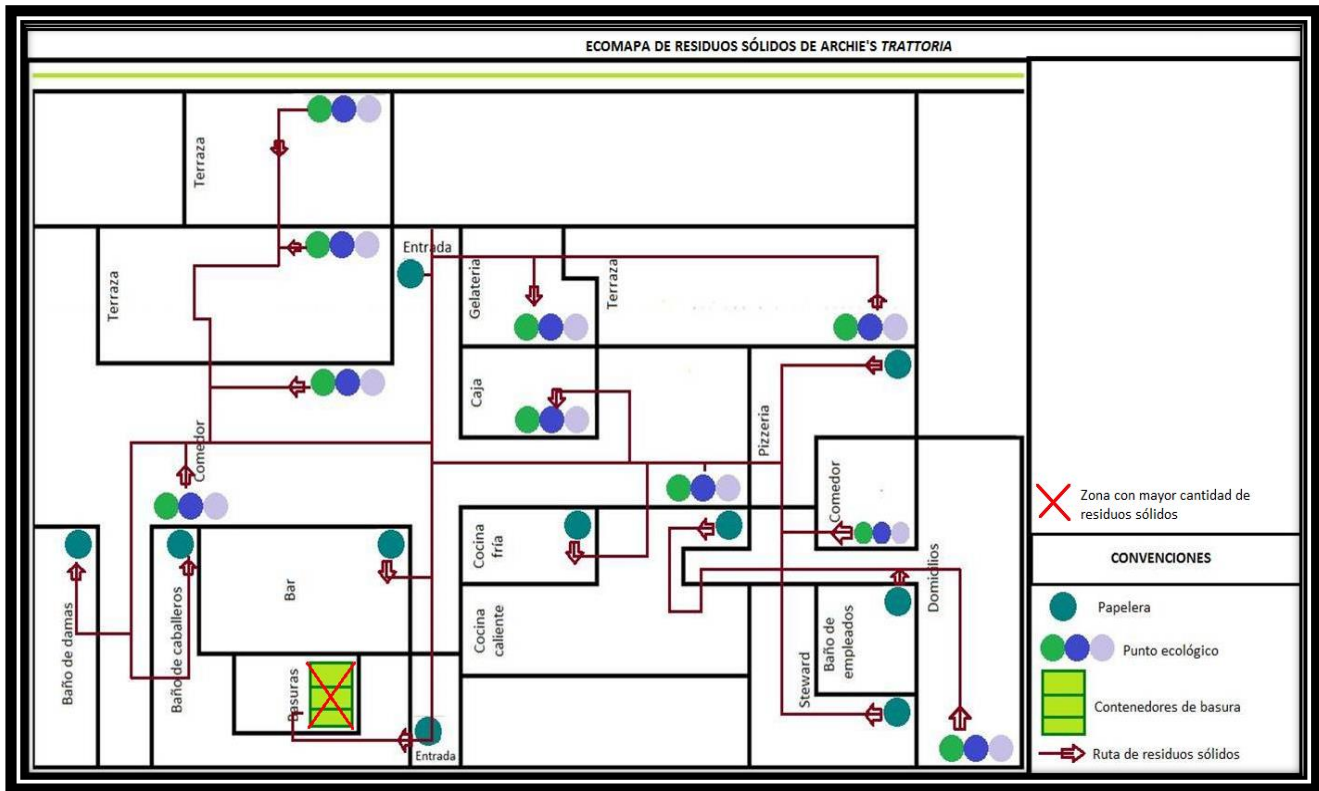 ECOMAPA DE RESIDUOS SÓLIDOS DE ARCHIE'S TRATTORIA
Terraza
Terraza
Entrada
Gelateria
Terraza
Caja
Pizzeria
Comedor
Comedor
Cocina
fría
Cocina
caliente
Bar
Baño de damas
Baño de caballeros
Basuras
Entrada
Steward
Baño de
empleados
Domicilios
Zona con mayor cantidad de
residuos sólidos
CONVENCIONES
Papelera
Punto ecológico
Contenedores de basura
Ruta de residuos sólidos